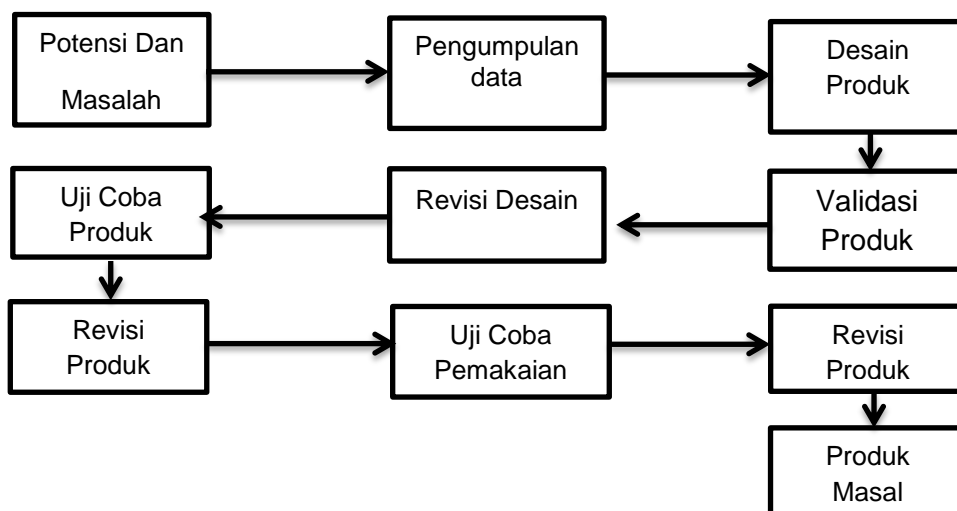 Potensi Dan
Masalah
Pengumpulan
data
Desain
Produk
Validasi
Produk
Revisi Desain
Uji Coba
Produk
Revisi
Produk
Uji Coba
Pemakaian
Revisi
Produk
Produk
Masal